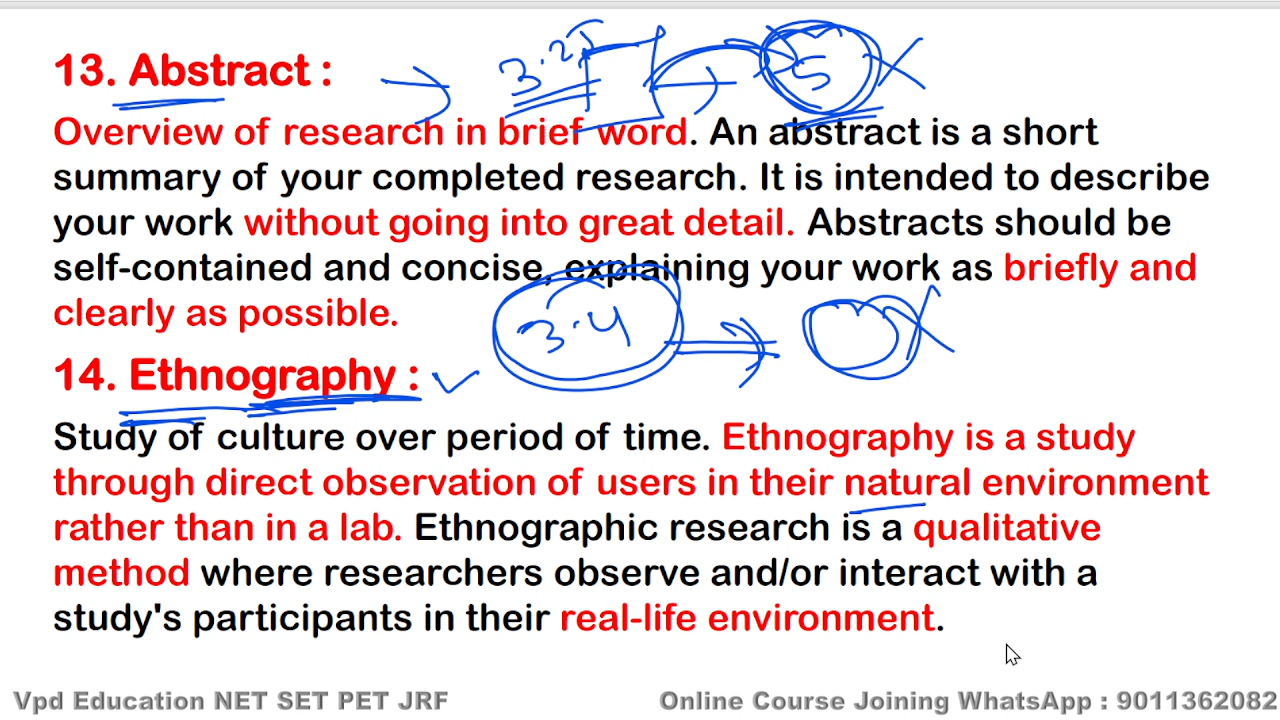 13. Abstract :
3.25
5
Overview of research in brief word. An abstract is a short
summary of your completed research. It is intended to describe
your work without going into great detail. Abstracts should be
self-contained and concise, explaining your work as briefly and
clearly as possible.
3.4
14. Ethnography :
Study of culture over period of time. Ethnography is a study
through direct observation of users in their natural environment
rather than in a lab. Ethnographic research is a qualitative
method where researchers observe and/or interact with a
study's participants in their real-life environment.
Vpd Education NET SET PET JRF
Online Course Joining WhatsApp : 9011362082